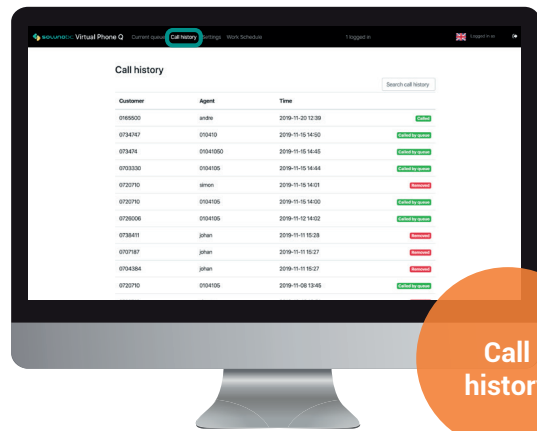 sownobic Virtual Phone Q Current queue Call history Settings Work Schedule 1 logged in Logged in as
Call history
Search call history
Customer Agent Time
0165500 andre 2019-11-20 12:39 Called
0734747 010410 2019-11-15 14:50 Called by queue
073474 01041050 2019-11-15 14:45 Called by queue
0703330 0104105 2019-11-15 14:44 Called by queue
0720710 simon 2019-11-15 14:01 Removed
0720710 0104105 2019-11-15 14:00 Called by queue
0726006 0104105 2019-11-12 14:02 Called by queue
0738411 johan 2019-11-11 15:28 Removed
0707187 johan 2019-11-11 15:27 Removed
0704384 johan 2019-11-11 15:27 Removed
0720710 0104105 2019-11-08 13:45 Called by queue
Call
histor